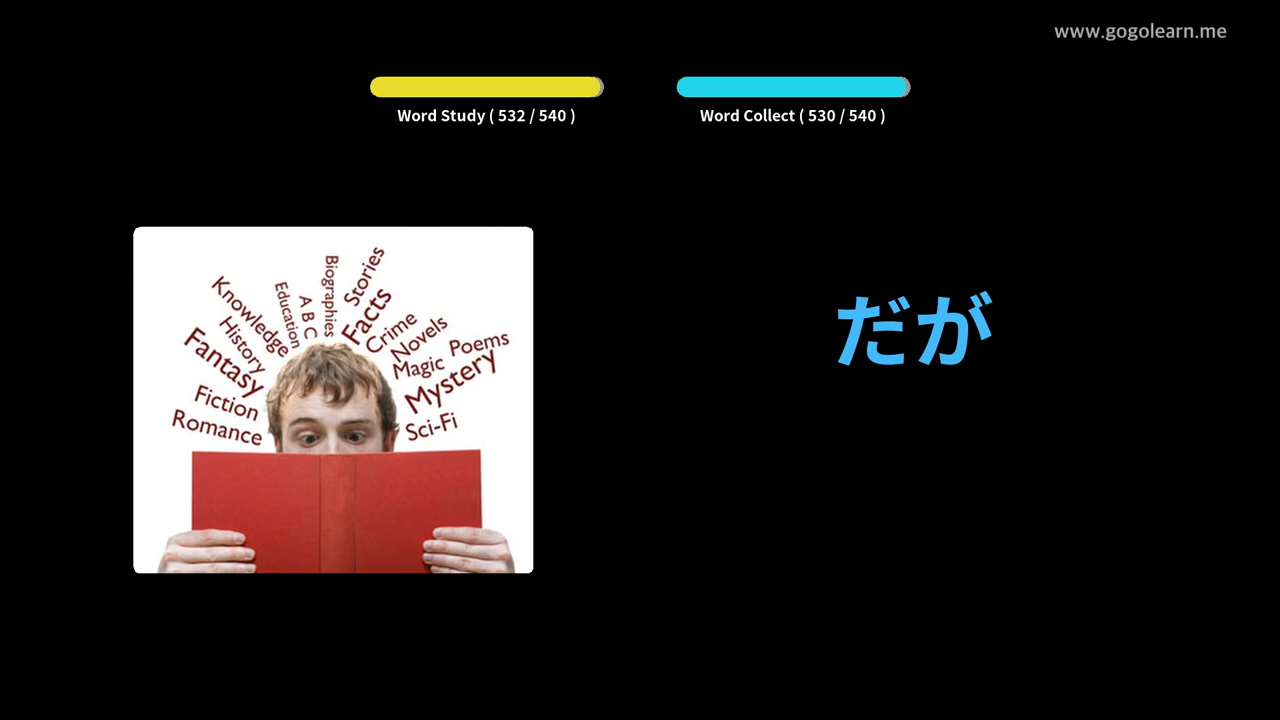 www.gogolearn.me
Word Study ( 532 / 540 )
Word Collect ( 530 / 540 )
Biographies
Stories
Education
A B C
Facts
Knowledge
Crime
History
Novels
Fantasy
Magic
Poems
Mystery
Fiction
Romance
Sci-Fi
だが